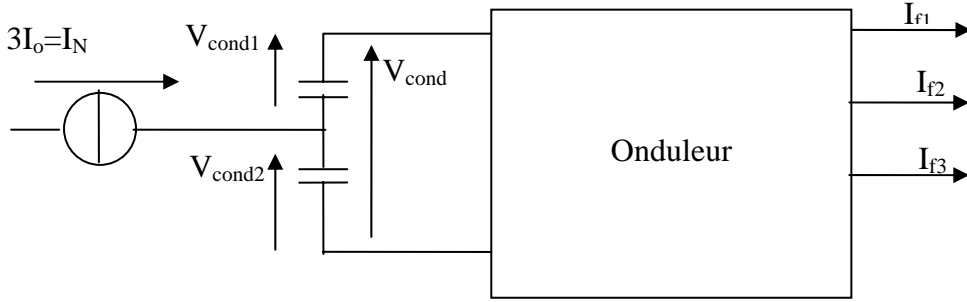 3I₀=I_N
V_cond1
V_cond
V_cond2
Onduleur
I_f1
I_f2
I_f3